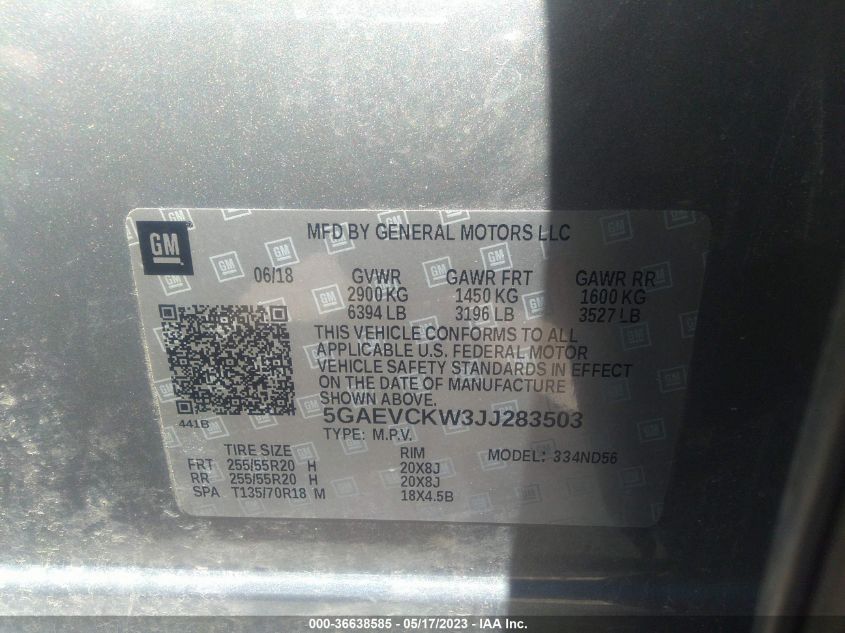 GM
MFD BY GENERAL MOTORS LLC
06/18 GVWR GAWR FRT GAWR RR
2900 KG 1450 KG 1600 KG
6394 LB 3196 LB 3527 LB
THIS VEHICLE CONFORMS TO ALL
APPLICABLE U.S. FEDERAL MOTOR
VEHICLE SAFETY STANDARDS IN EFFECT
ON THE DATE OF MANUFACTURE
SHOWN ABOVE.
441B
5GAEVCKW3JJ283503
TYPE: M.P.V.
TIRE SIZE RIM MODEL: 334ND56
FRT 255/55R20 H 20X8J
RR 255/55R20 H 20X8J
SPA T135/70R18 M 18X4.5B
000-36638585 - 05/17/2023 - IAA Inc.